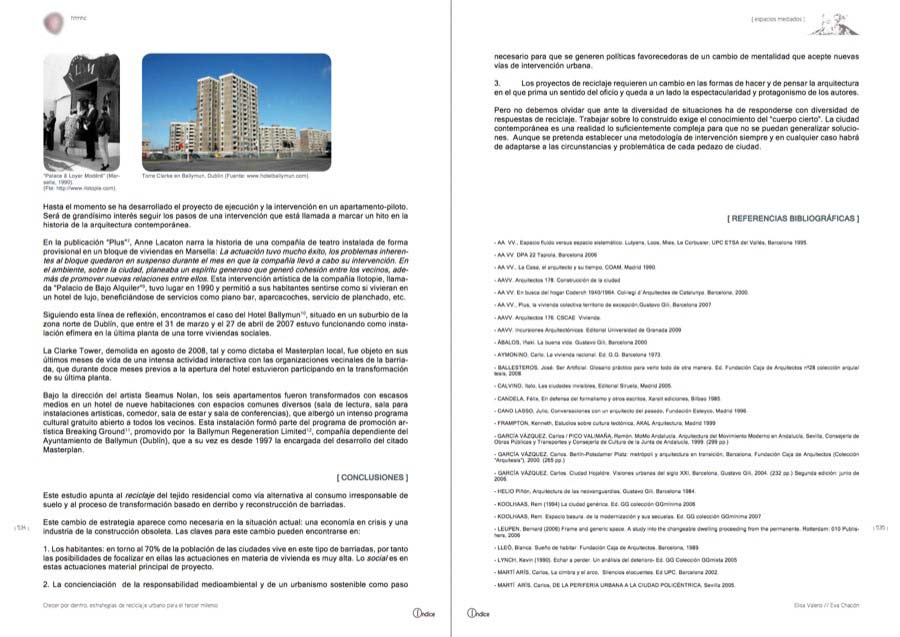 [ espacios mediados ]
"Palace à Loyer Modéré" (Mar-
sella, 1990).
(Fte: http://www.ilotopie.com).
Torre Clarke en Ballymun, Dublín (Fuente: www.hotelballymun.com).
Hasta el momento se ha desarrollado el proyecto de ejecución y la intervención en un apartamento-piloto.
Será de grandísimo interés seguir los pasos de una intervención que está llamada a marcar un hito en la
historia de la arquitectura contemporánea.
En la publicación "Plus", Anne Lacaton narra la historia de una compañía de teatro instalada de forma
provisional en un bloque de viviendas en Marsella: La actuación tuvo mucho éxito, los problemas inheren-
tes al bloque quedaron en suspenso durante el mes en que la compañía llevó a cabo su intervención. En
el ambiente, sobre la ciudad, planeaba un espíritu generoso que generó cohesión entre los vecinos, ade-
más de promover nuevas relaciones entre ellos. Esta intervención artística de la compañía Ilotopie, llama-
da "Palacio de Bajo Alquiler", tuvo lugar en 1990 y permitió a sus habitantes sentirse como si vivieran en
un hotel de lujo, beneficiándose de servicios como piano bar, aparcacoches, servicio de planchado, etc.
Siguiendo esta línea de reflexión, encontramos el caso del Hotel Ballymun¹⁰, situado en un suburbio de la
zona norte de Dublín, que entre el 31 de marzo y el 27 de abril de 2007 estuvo funcionando como insta-
lación efímera en la última planta de una torre viviendas sociales.
La Clarke Tower, demolida en agosto de 2008, tal y como dictaba el Masterplan local, fue objeto en sus
últimos meses de vida de una intensa actividad interactiva con las organizaciones vecinales de la barria-
da, que durante doce meses previos a la apertura del hotel estuvieron participando en la transformación
de su última planta.
Bajo la dirección del artista Seamus Nolan, los seis apartamentos fueron transformados con escasos
medios en un hotel de nueve habitaciones con espacios comunes diversos (sala de lectura, sala para
instalaciones artísticas, comedor, sala de estar y sala de conferencias), que albergó un intenso programa
cultural gratuito abierto a todos los vecinos. Esta instalación formó parte del programa de promoción ar-
tística Breaking Ground¹¹, promovido por la Ballymun Regeneration Limited¹², compañía dependiente del
Ayuntamiento de Ballymun (Dublín), que a su vez es desde 1997 la encargada del desarrollo del citado
Masterplan.
[ CONCLUSIONES ]
Este estudio apunta al reciclaje del tejido residencial como vía alternativa al consumo irresponsable de
suelo y al proceso de transformación basado en derribo y reconstrucción de barriadas.
Este cambio de estrategia aparece como necesaria en la situación actual: una economía en crisis y una
industria de la construcción obsoleta. Las claves para este cambio pueden encontrarse en:
1. Los habitantes: en torno al 70% de la población de las ciudades vive en este tipo de barriadas, por tanto
las posibilidades de focalizar en ellas las actuaciones en materia de vivienda es muy alta. Lo social es en
estas actuaciones material principal de proyecto.
2. La concienciación de la responsabilidad medioambiental y de un urbanismo sostenible como paso
Crecer por dentro, estrategias de reciclaje urbano para el tercer milenio
Índice
necesario para que se generen políticas favorecedoras de un cambio de mentalidad que acepte nuevas
vías de intervención urbana.
3. Los proyectos de reciclaje requieren un cambio en las formas de hacer y de pensar la arquitectura
en el que prima un sentido del oficio y queda a un lado la espectacularidad y protagonismo de los autores.
Pero no debemos olvidar que ante la diversidad de situaciones ha de responderse con diversidad de
respuestas de reciclaje. Trabajar sobre lo construido exige el conocimiento del "cuerpo cierto". La ciudad
contemporánea es una realidad lo suficientemente compleja para que no se puedan generalizar solucio-
nes. Aunque se pretenda establecer una metodología de intervención siempre y en cualquier caso habrá
de adaptarse a las circunstancias y problemática de cada pedazo de ciudad.
[ REFERENCIAS BIBLIOGRÁFICAS ]
- AA. VV., Espacio fluido versus espacio sistemático. Lutyens, Loos, Mies, Le Corbusier, UPC ETSA del Vallés, Barcelona 1995.
- AA VV. DPA 22 Tapiola, Barcelona 2006
- AA VV., La Casa, el arquitecto y su tiempo, COAM, Madrid 1990.
- AAVV. Arquitectos 178. Construcción de la ciudad
- AA VV. En busca del hogar Coderch 1940/1964. Col·legi d'Arquitectes de Catalunya. Barcelona, 2000.
- AA.VV., Plus, la vivienda colectiva territorio de excepción, Gustavo Gili, Barcelona 2007
- AAVV. Arquitectos 176. CSCAE. Vivienda.
- AAVV. Incursiones Arquitectónicas. Editorial Universidad de Granada 2009
- ÁBALOS, Iñaki. La buena vida. Gustavo Gili, Barcelona 2000
- AYMONINO, Carlo. La vivienda racional. Ed. G.G. Barcelona 1973.
- BALLESTEROS, José. Ser Artificial. Glosario práctico para verlo todo de otra manera. Ed. Fundación Caja de Arquitectos nº28 colección arquia/
tesis, 2008.
- CALVINO, Italo, Las ciudades invisibles, Editorial Siruela, Madrid 2005.
- CANDELA, Félix, En defensa del formalismo y otros escritos, Xarait ediciones, Bilbao 1985.
- CANO LASSO, Julio, Conversaciones con un arquitecto del pasado, Fundación Esteyco, Madrid 1996
- FRAMPTON, Kenneth, Estudios sobre cultura tectónica, AKAL Arquitectura, Madrid 1999
- GARCÍA VÁZQUEZ, Carlos / PICO VALIMAÑA, Ramón. MoMo Andalucía. Arquitectura del Movimiento Moderno en Andalucía, Sevilla, Consejería de
Obras Públicas y Transportes y Consejería de Cultura de la Junta de Andalucía, 1999. (299 pp.)
- GARCÍA VÁZQUEZ, Carlos. Berlín-Potsdamer Platz: metrópoli y arquitectura en transición, Barcelona, Fundación Caja de Arquitectos (Colección
"Arquítesis"), 2000. (265 pp.)
- GARCÍA VÁZQUEZ, Carlos. Ciudad Hojaldre. Visiones urbanas del siglo XXI, Barcelona, Gustavo Gili, 2004. (232 pp.) Segunda edición: junio de
2006.
- HELIO Piñón, Arquitectura de las neovanguardias, Gustavo Gili, Barcelona 1984.
- KOOLHAAS, Rem (1994) La ciudad genérica. Ed. GG colección GGmínima 2006
- KOOLHAAS, Rem. Espacio basura. de la modernización y sus secuelas. Ed. GG colección GGmínima 2007
- LEUPEN, Bernard (2006) Frame and generic space. A study into the changeable dwelling proceeding from the permanente. Rotterdam: 010 Publis-
hers, 2006
- LLEÓ, Blanca. Sueño de habitar. Fundación Caja de Arquitectos. Barcelona, 1989.
- LYNCH, Kevin (1990). Echar a perder. Un análisis del deterioro. Ed. GG Colección GGmixta 2005
- MARTÍ ARÍS, Carlos, La cimbra y el arco. Silencios elocuentes. Ed UPC. Barcelona 2002.
- MARTÍ ARÍS, Carlos, DE LA PERIFERIA URBANA A LA CIUDAD POLICÉNTRICA, Sevilla 2005.
Índice
Elisa Valero // Eva Chacón